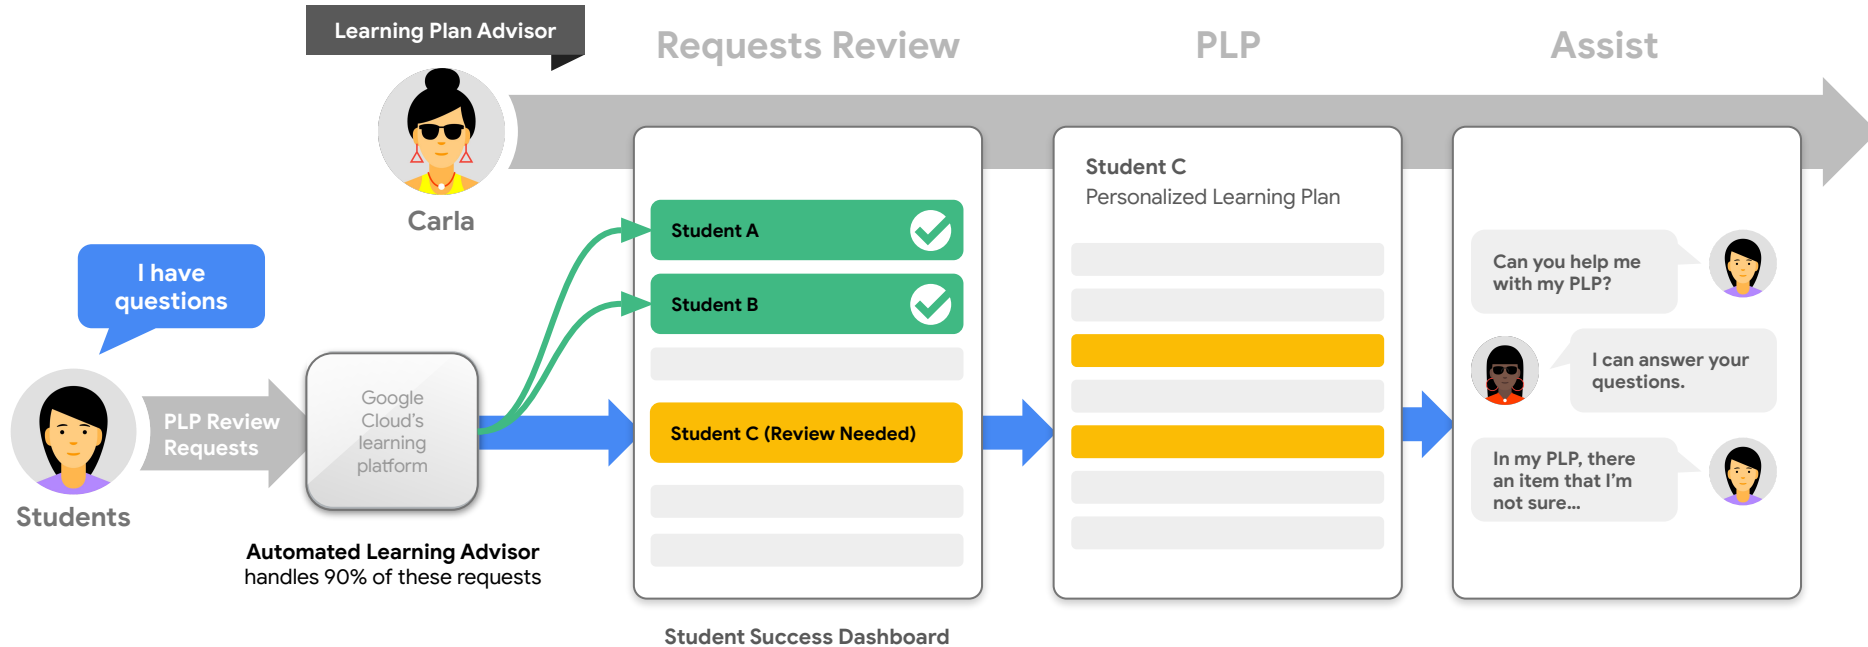 Learning Plan Advisor
Requests Review
PLP
Assist
Carla
I have
questions
Students
PLP Review
Requests
Google
Cloud's
learning
platform
Automated Learning Advisor
handles 90% of these requests
Student A
Student B
Student C (Review Needed)
Student Success Dashboard
Student C
Personalized Learning Plan
Can you help me
with my PLP?
I can answer your
questions.
In my PLP, there
an item that I'm
not sure...